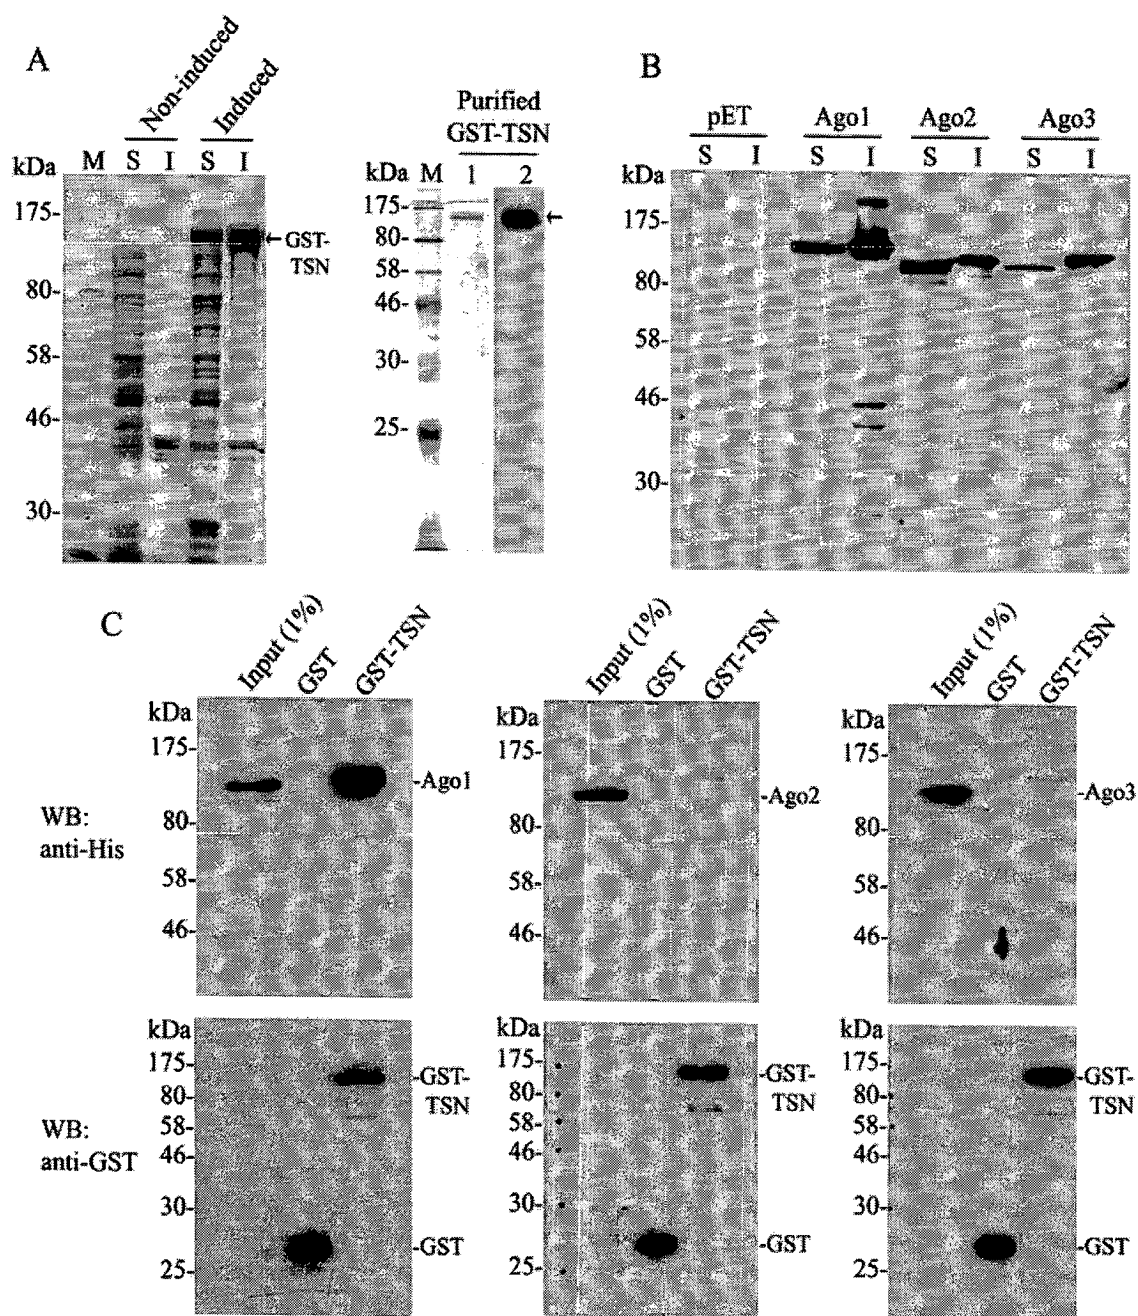 A
Non-induced
Induced
kDa M S I S I
175-
80-
58-
46-
30-
←GST-
TSN
Purified
GST-TSN
kDa M 1 2
175-
80-
58-
46-
30-
25-
←
B
pET Ago1 Ago2 Ago3
S I S I S I S I
kDa
175-
80-
58-
46-
30-
C
Input (1%)
GST
GST-TSN
kDa
175-
80-
58-
46-
-Ago1
WB:
anti-His
Input (1%)
GST
GST-TSN
kDa
175-
80-
58-
46-
-Ago2
Input (1%)
GST
GST-TSN
kDa
175-
80-
58-
46-
-Ago3
WB:
anti-GST
kDa
175-
80-
58-
46-
30-
25-
-GST-
TSN
-GST
kDa
175-
80-
58-
46-
30-
25-
-GST-
TSN
-GST
kDa
175-
80-
58-
46-
30-
25-
-GST-
TSN
-GST